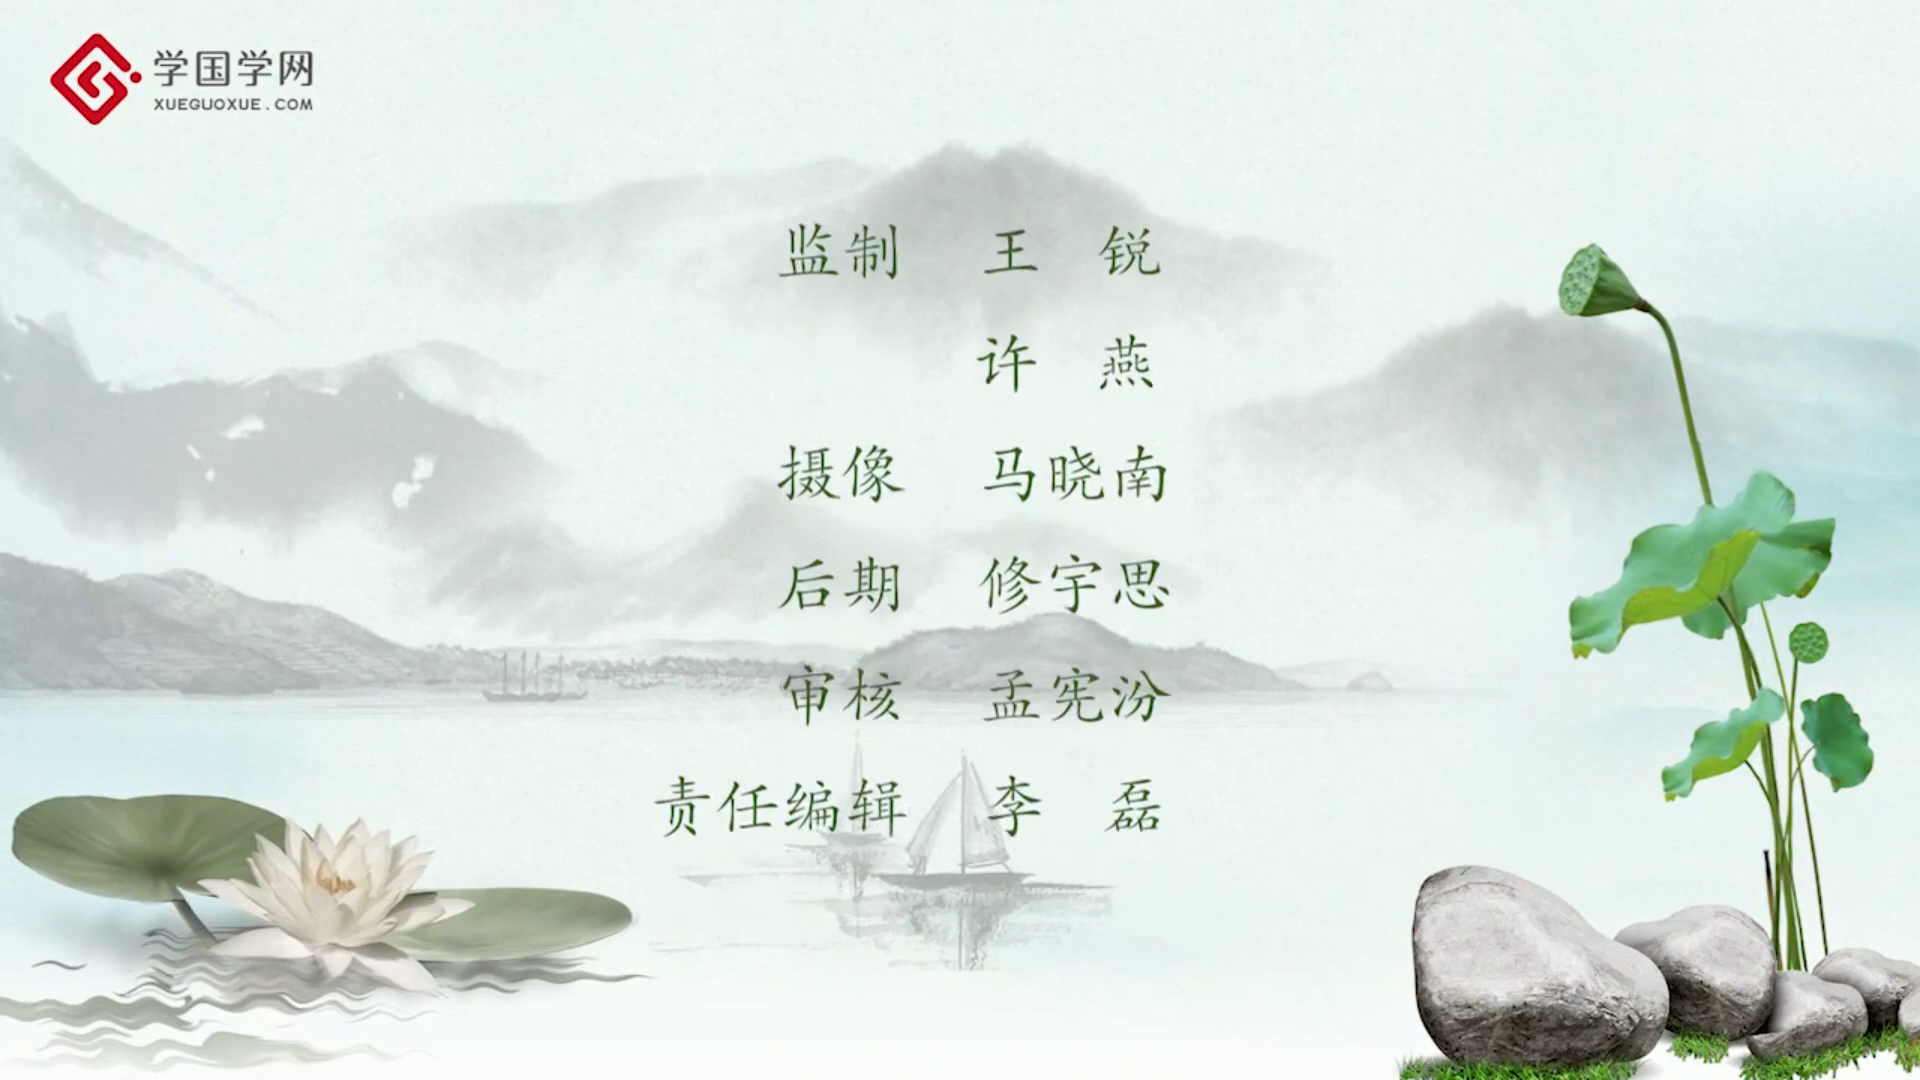 学国学网
XUEGUOXUE.COM
监制 王 锐
许 燕
摄像 马晓南
后期 修宇思
审核 孟宪汾
责任编辑 李 磊